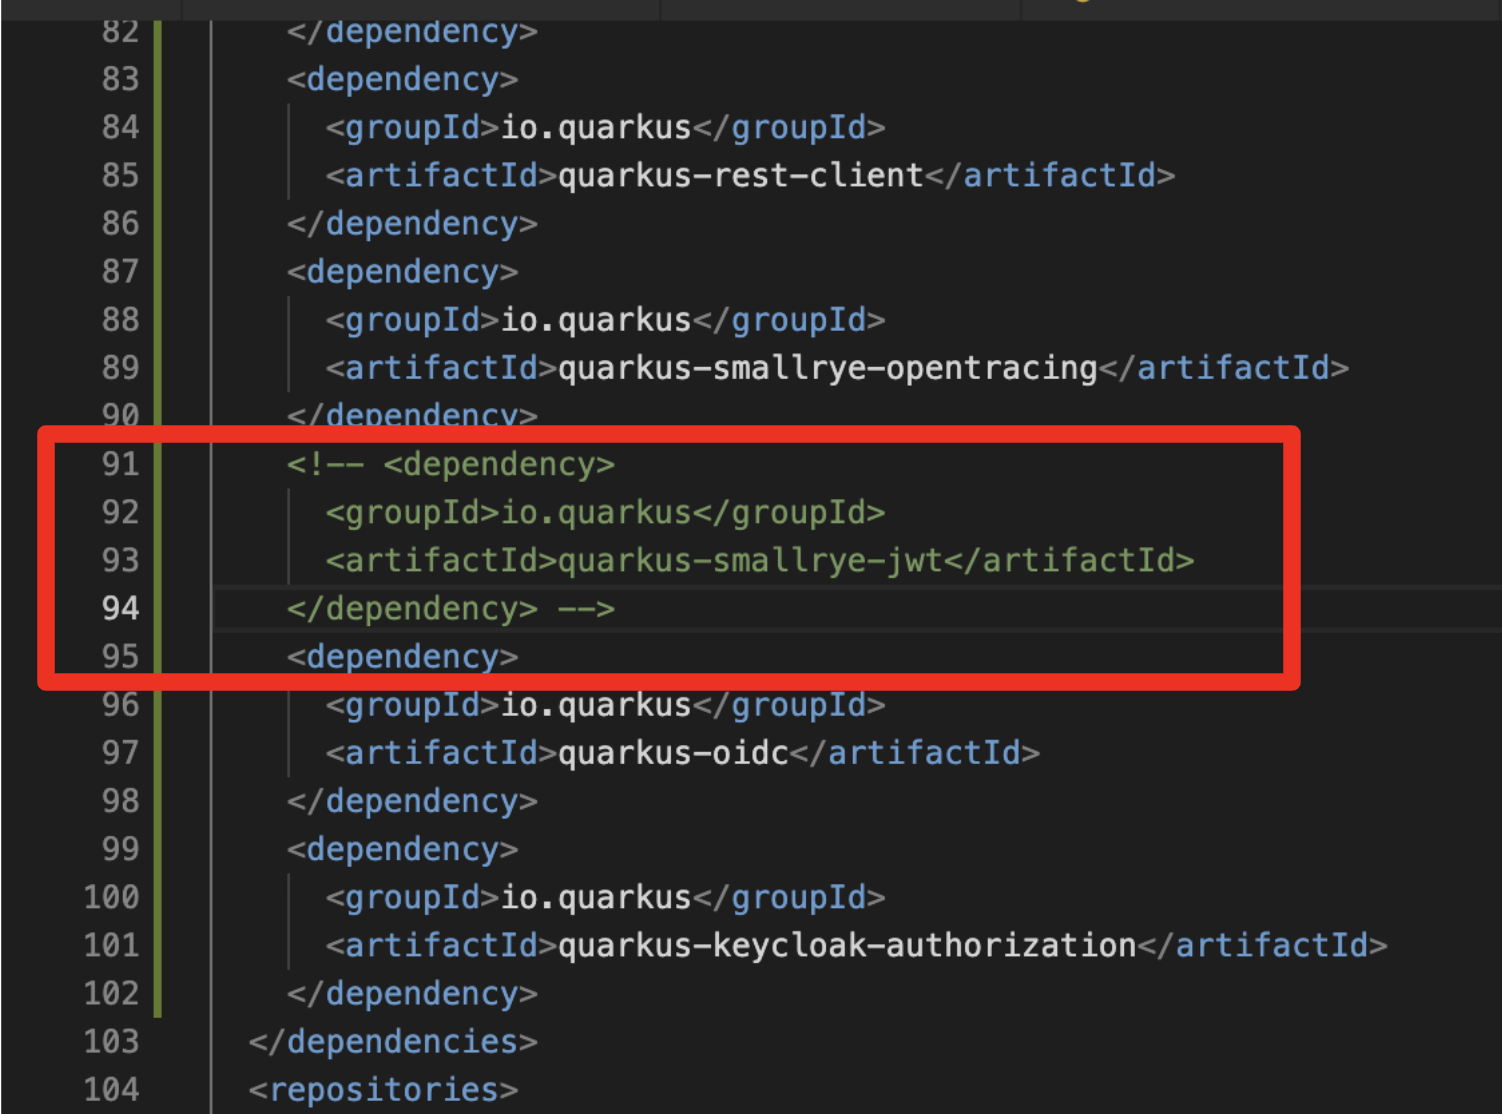 82 </dependency>
83 <dependency>
84 <groupId>io.quarkus</groupId>
85 <artifactId>quarkus-rest-client</artifactId>
86 </dependency>
87 <dependency>
88 <groupId>io.quarkus</groupId>
89 <artifactId>quarkus-smallrye-opentracing</artifactId>
90 </dependency>
91 <!-- <dependency>
92 <groupId>io.quarkus</groupId>
93 <artifactId>quarkus-smallrye-jwt</artifactId>
94 </dependency> -->
95 <dependency>
96 <groupId>io.quarkus</groupId>
97 <artifactId>quarkus-oidc</artifactId>
98 </dependency>
99 <dependency>
100 <groupId>io.quarkus</groupId>
101 <artifactId>quarkus-keycloak-authorization</artifactId>
102 </dependency>
103 </dependencies>
104 <repositories>